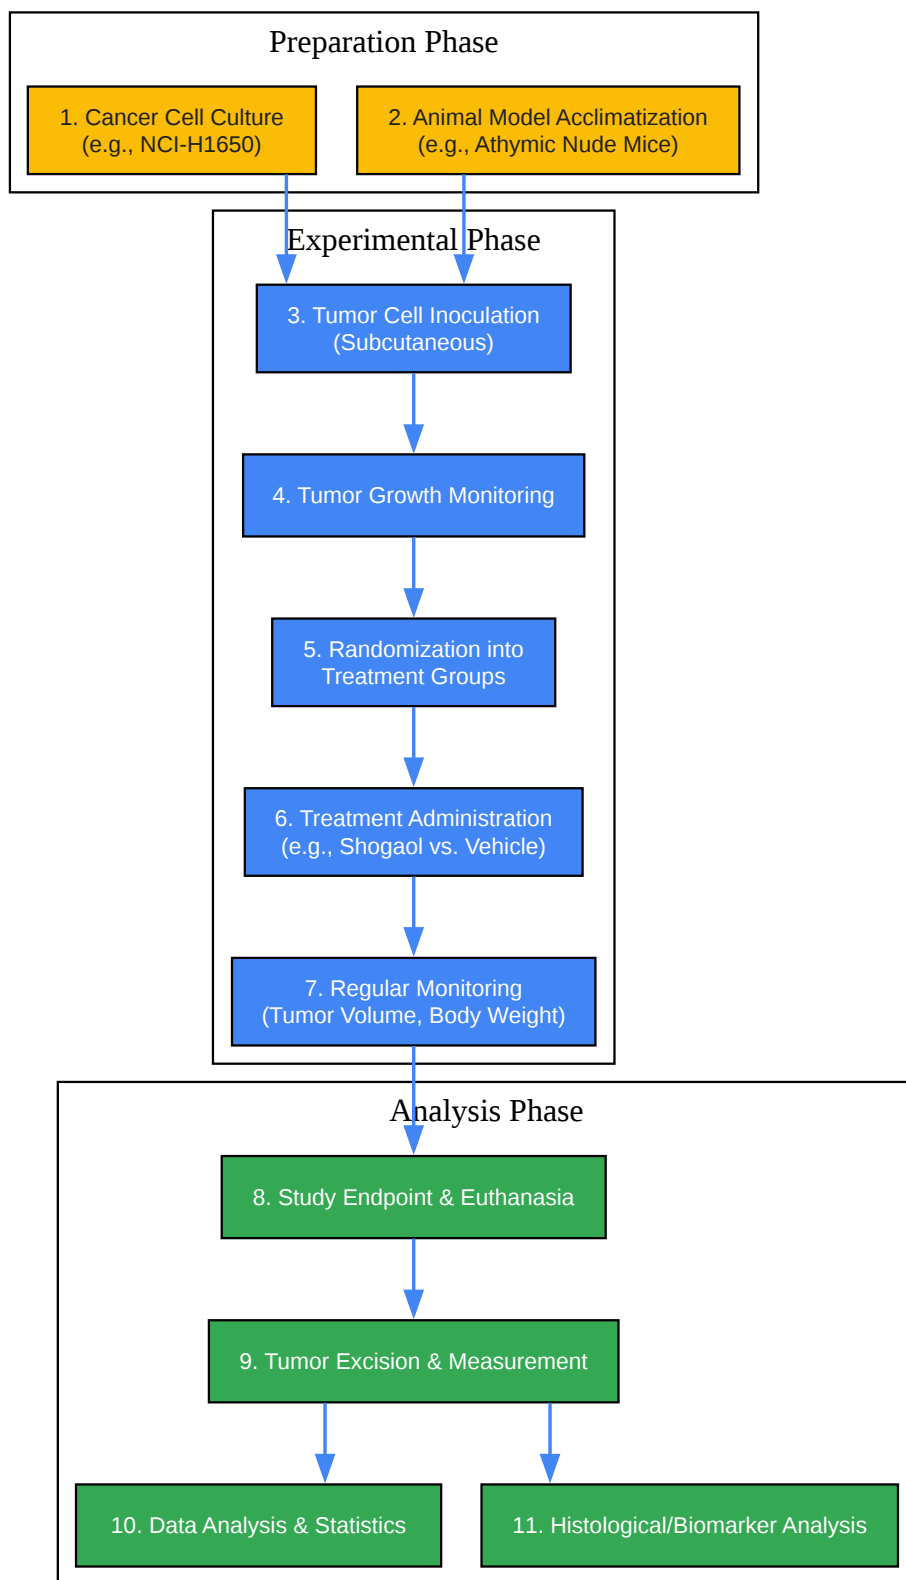 Preparation Phase
1. Cancer Cell Culture
(e.g., NCI-H1650)
2. Animal Model Acclimatization
(e.g., Athymic Nude Mice)
Experimental Phase
3. Tumor Cell Inoculation
(Subcutaneous)
4. Tumor Growth Monitoring
5. Randomization into
Treatment Groups
6. Treatment Administration
(e.g., Shogaol vs. Vehicle)
7. Regular Monitoring
(Tumor Volume, Body Weight)
Analysis Phase
8. Study Endpoint & Euthanasia
9. Tumor Excision & Measurement
10. Data Analysis & Statistics
11. Histological/Biomarker Analysis